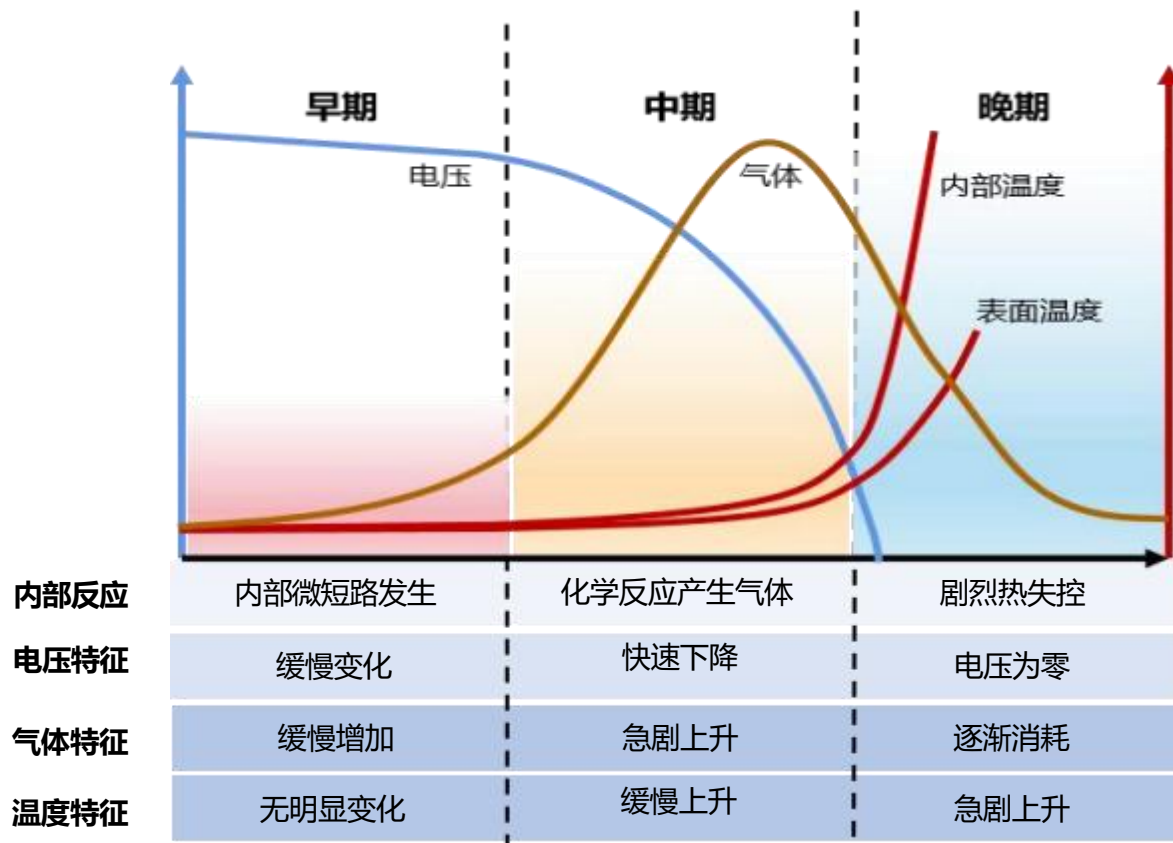 早期 中期 晚期
电压 气体 内部温度
表面温度
内部反应 内部微短路发生 化学反应产生气体 剧烈热失控
电压特征 缓慢变化 快速下降 电压为零
气体特征 缓慢增加 急剧上升 逐渐消耗
温度特征 无明显变化 缓慢上升 急剧上升